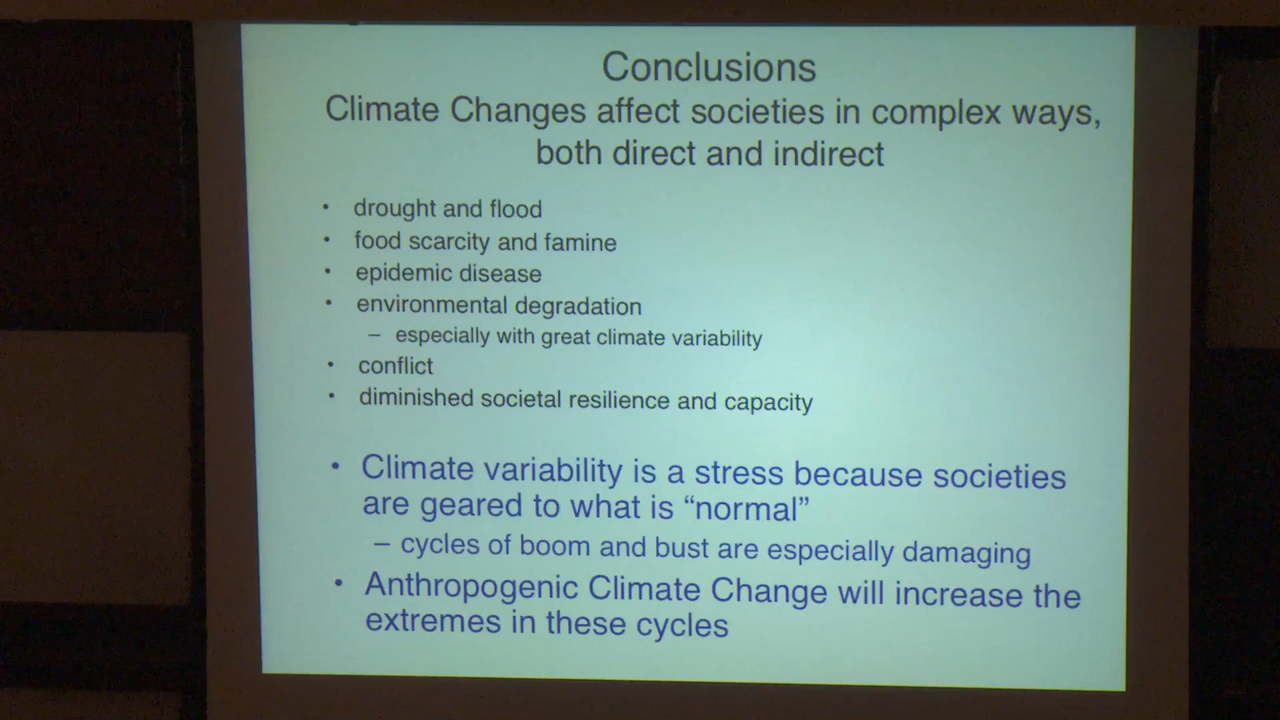 Conclusions
Climate Changes affect societies in complex ways,
both direct and indirect
• drought and flood
• food scarcity and famine
• epidemic disease
• environmental degradation
– especially with great climate variability
• conflict
• diminished societal resilience and capacity
• Climate variability is a stress because societies
are geared to what is “normal”
– cycles of boom and bust are especially damaging
• Anthropogenic Climate Change will increase the
extremes in these cycles